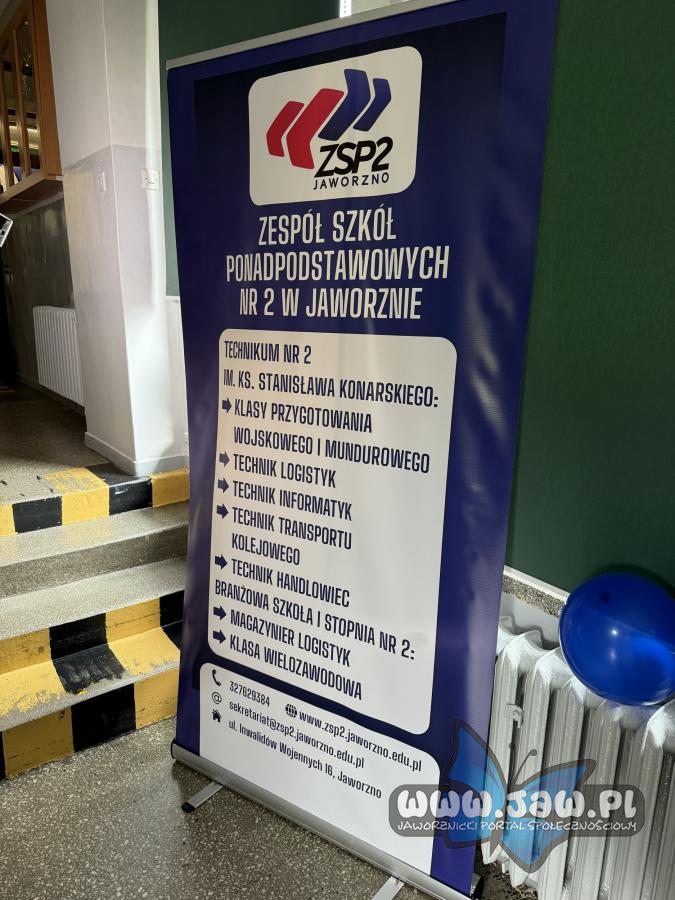 ZSP2
JAWORZNO
ZESPÓŁ SZKÓŁ
PONADPODSTAWOWYCH
NR 2 W JAWORZNIE
TECHNIKUM NR 2
IM. KS. STANISŁAWA KONARSKIEGO:
KLASY PRZYGOTOWANIA
WOJSKOWEGO I MUNDUROWEGO
TECHNIK LOGISTYK
TECHNIK INFORMATYK
TECHNIK TRANSPORTU
KOLEJOWEGO
TECHNIK HANDLOWIEC
BRANŻOWA SZKOŁA I STOPNIA NR 2:
MAGAZYNIER LOGISTYK
KLASA WIELOZAWODOWA
327629384 www.zsp2.jaworzno.edu.pl
sekretariat@zsp2.jaworzno.edu.pl
ul. Inwalidów Wojennych 16, Jaworzno
www.jaw.pl
JAWORZNICKI PORTAL SPOŁECZNOŚCIOWY